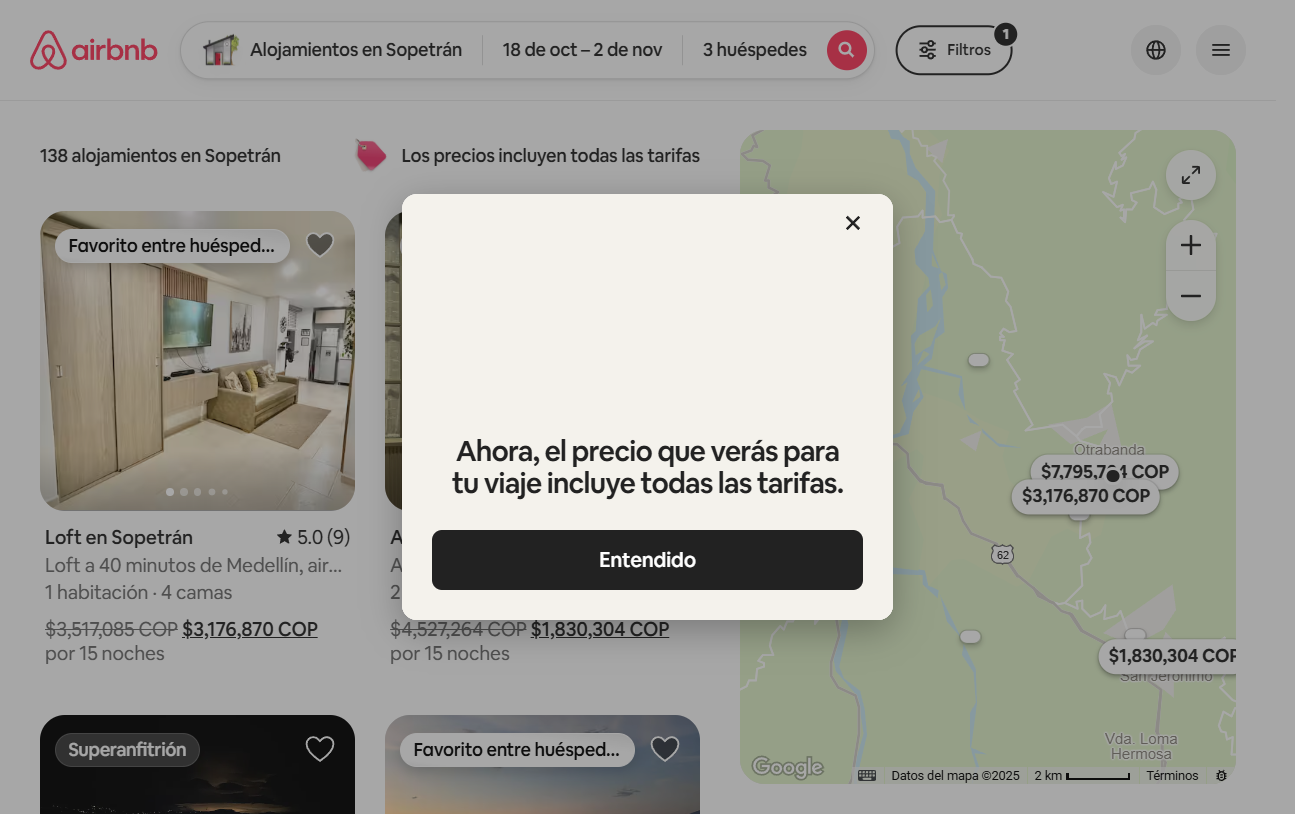 airbnb
Alojamientos en Sopetrán
18 de oct – 2 de nov
3 huéspedes
Filtros
1
138 alojamientos en Sopetrán
Los precios incluyen todas las tarifas
Favorito entre huésped...
Ahora, el precio que verás para
tu viaje incluye todas las tarifas.
Entendido
Loft en Sopetrán
5.0 (9)
Loft a 40 minutos de Medellín, air...
1 habitación · 4 camas
$3,517,085 COP $3,176,870 COP
por 15 noches
A
A
2
$4,527,264 COP $1,830,304 COP
por 15 noches
Superanfitrión
Favorito entre huésped...
Otrabanda
COP
$3,176,870 COP
62
$1,830,304 COP
San Jerónimo
Vda. Loma
Hermosa
Google
Datos del mapa ©2025
2 km
Términos